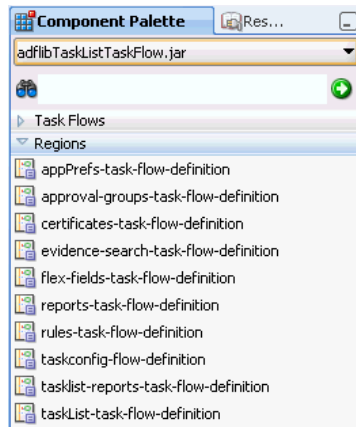 Component Palette Res...
adflibTaskListTaskFlow.jar
Task Flows
Regions
appPrefs-task-flow-definition
approval-groups-task-flow-definition
certificates-task-flow-definition
evidence-search-task-flow-definition
flex-fields-task-flow-definition
reports-task-flow-definition
rules-task-flow-definition
taskconfig-flow-definition
tasklist-reports-task-flow-definition
taskList-task-flow-definition